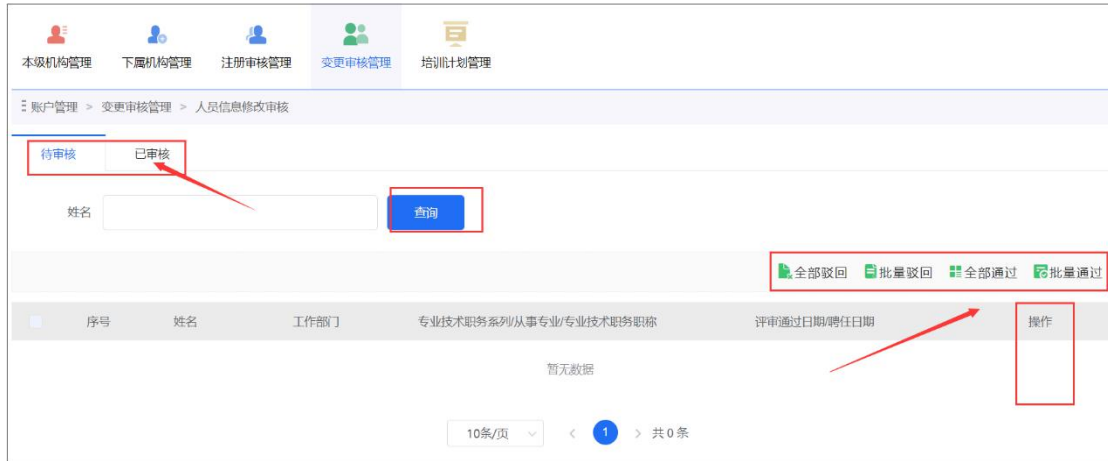 本级机构管理 下属机构管理 注册审核管理 变更审核管理 培训计划管理
账户管理 > 变更审核管理 > 人员信息修改审核
待审核 已审核
姓名 查询
全部驳回 批量驳回 全部通过 批量通过
序号 姓名 工作部门 专业技术职务系列/从事专业/专业技术职务职称 评审通过日期/聘任日期 操作
暂无数据
10条/页 < 1 > 共 0 条